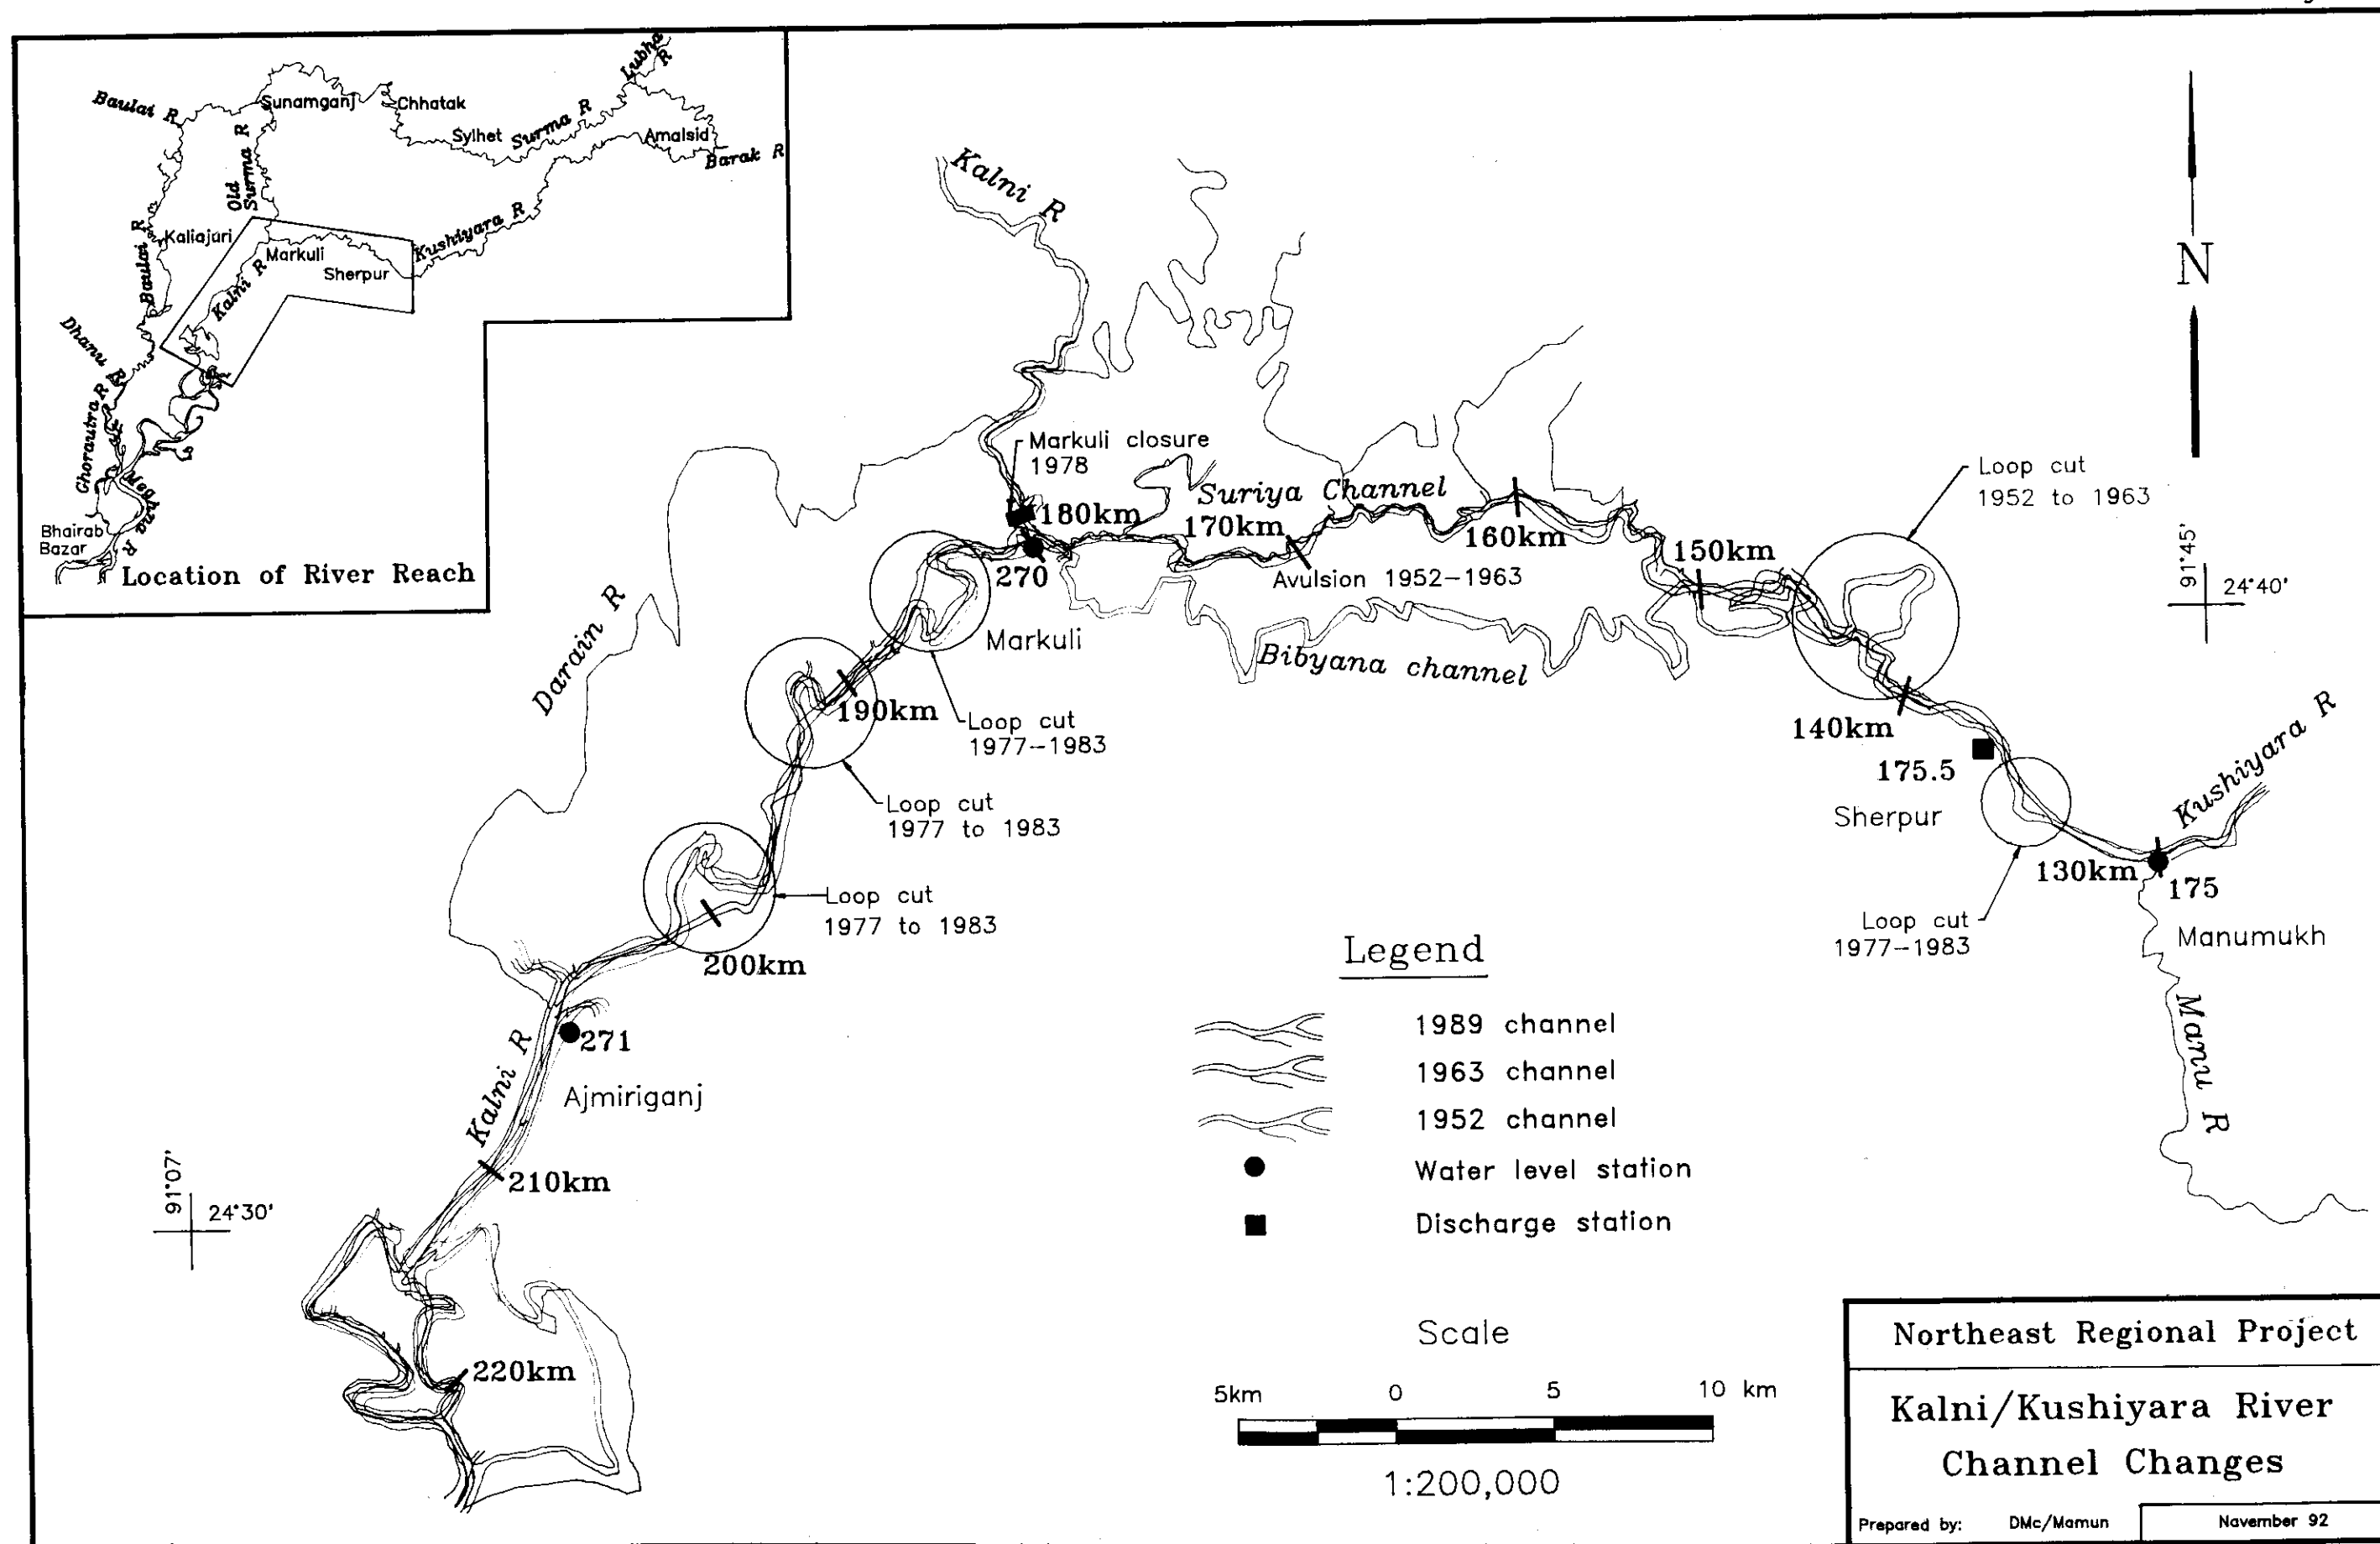 Baulai R
Sunamganj
Chhatak
Lubha
R
Sylhet
Surma R
Amalsid
Barak R
Old
Surma R
Kaliajuri
Baulai R
Markuli
Sherpur
Kushiyara R
Kalni R
Dhanu R
Ghorautra R
Meghna
R
Bhairab
Bazar
Location of River Reach
Kalni R
N
Markuli closure
1978
180km
Suriya Channel
170km
160km
150km
Loop cut
1952 to 1963
91°45'
24°40'
270
Avulsion 1952-1963
Markuli
Bibyana channel
Darain R
190km
Loop cut
1977-1983
140km
175.5
Kushiyara R
Loop cut
1977 to 1983
Sherpur
130km
175
Loop cut
1977 to 1983
Loop cut
1977-1983
Manumukh
200km
Legend
Manu R
271
Kalni R
Ajmiriganj
1989 channel
1963 channel
1952 channel
Water level station
Discharge station
210km
91°07'
24°30'
220km
Scale
5km 0 5 10 km
1:200,000
Northeast Regional Project
Kalni/Kushiyara River
Channel Changes
Prepared by: DMc/Mamun
November 92